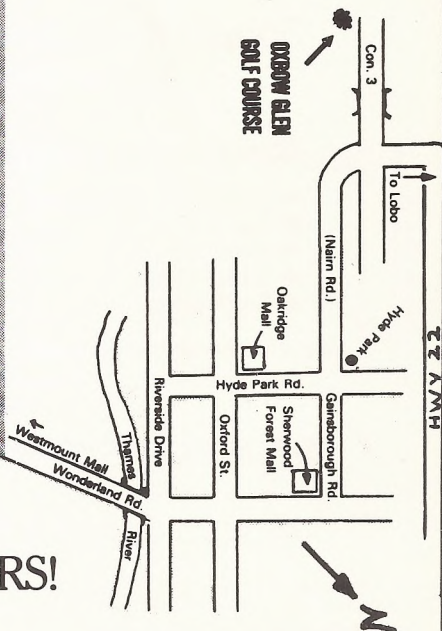 HWY 22
To Lobo
Con. 3
OXBOW GLEN
GOLF COURSE
(Nairn Rd.)
Hyde Park
Gainsborough Rd.
Oakridge
Mall
Hyde Park Rd.
Sherwood
Forest Mall
Oxford St.
Riverside Drive
Thames
River
Wonderland Rd.
Westmount Mall
N
RS!